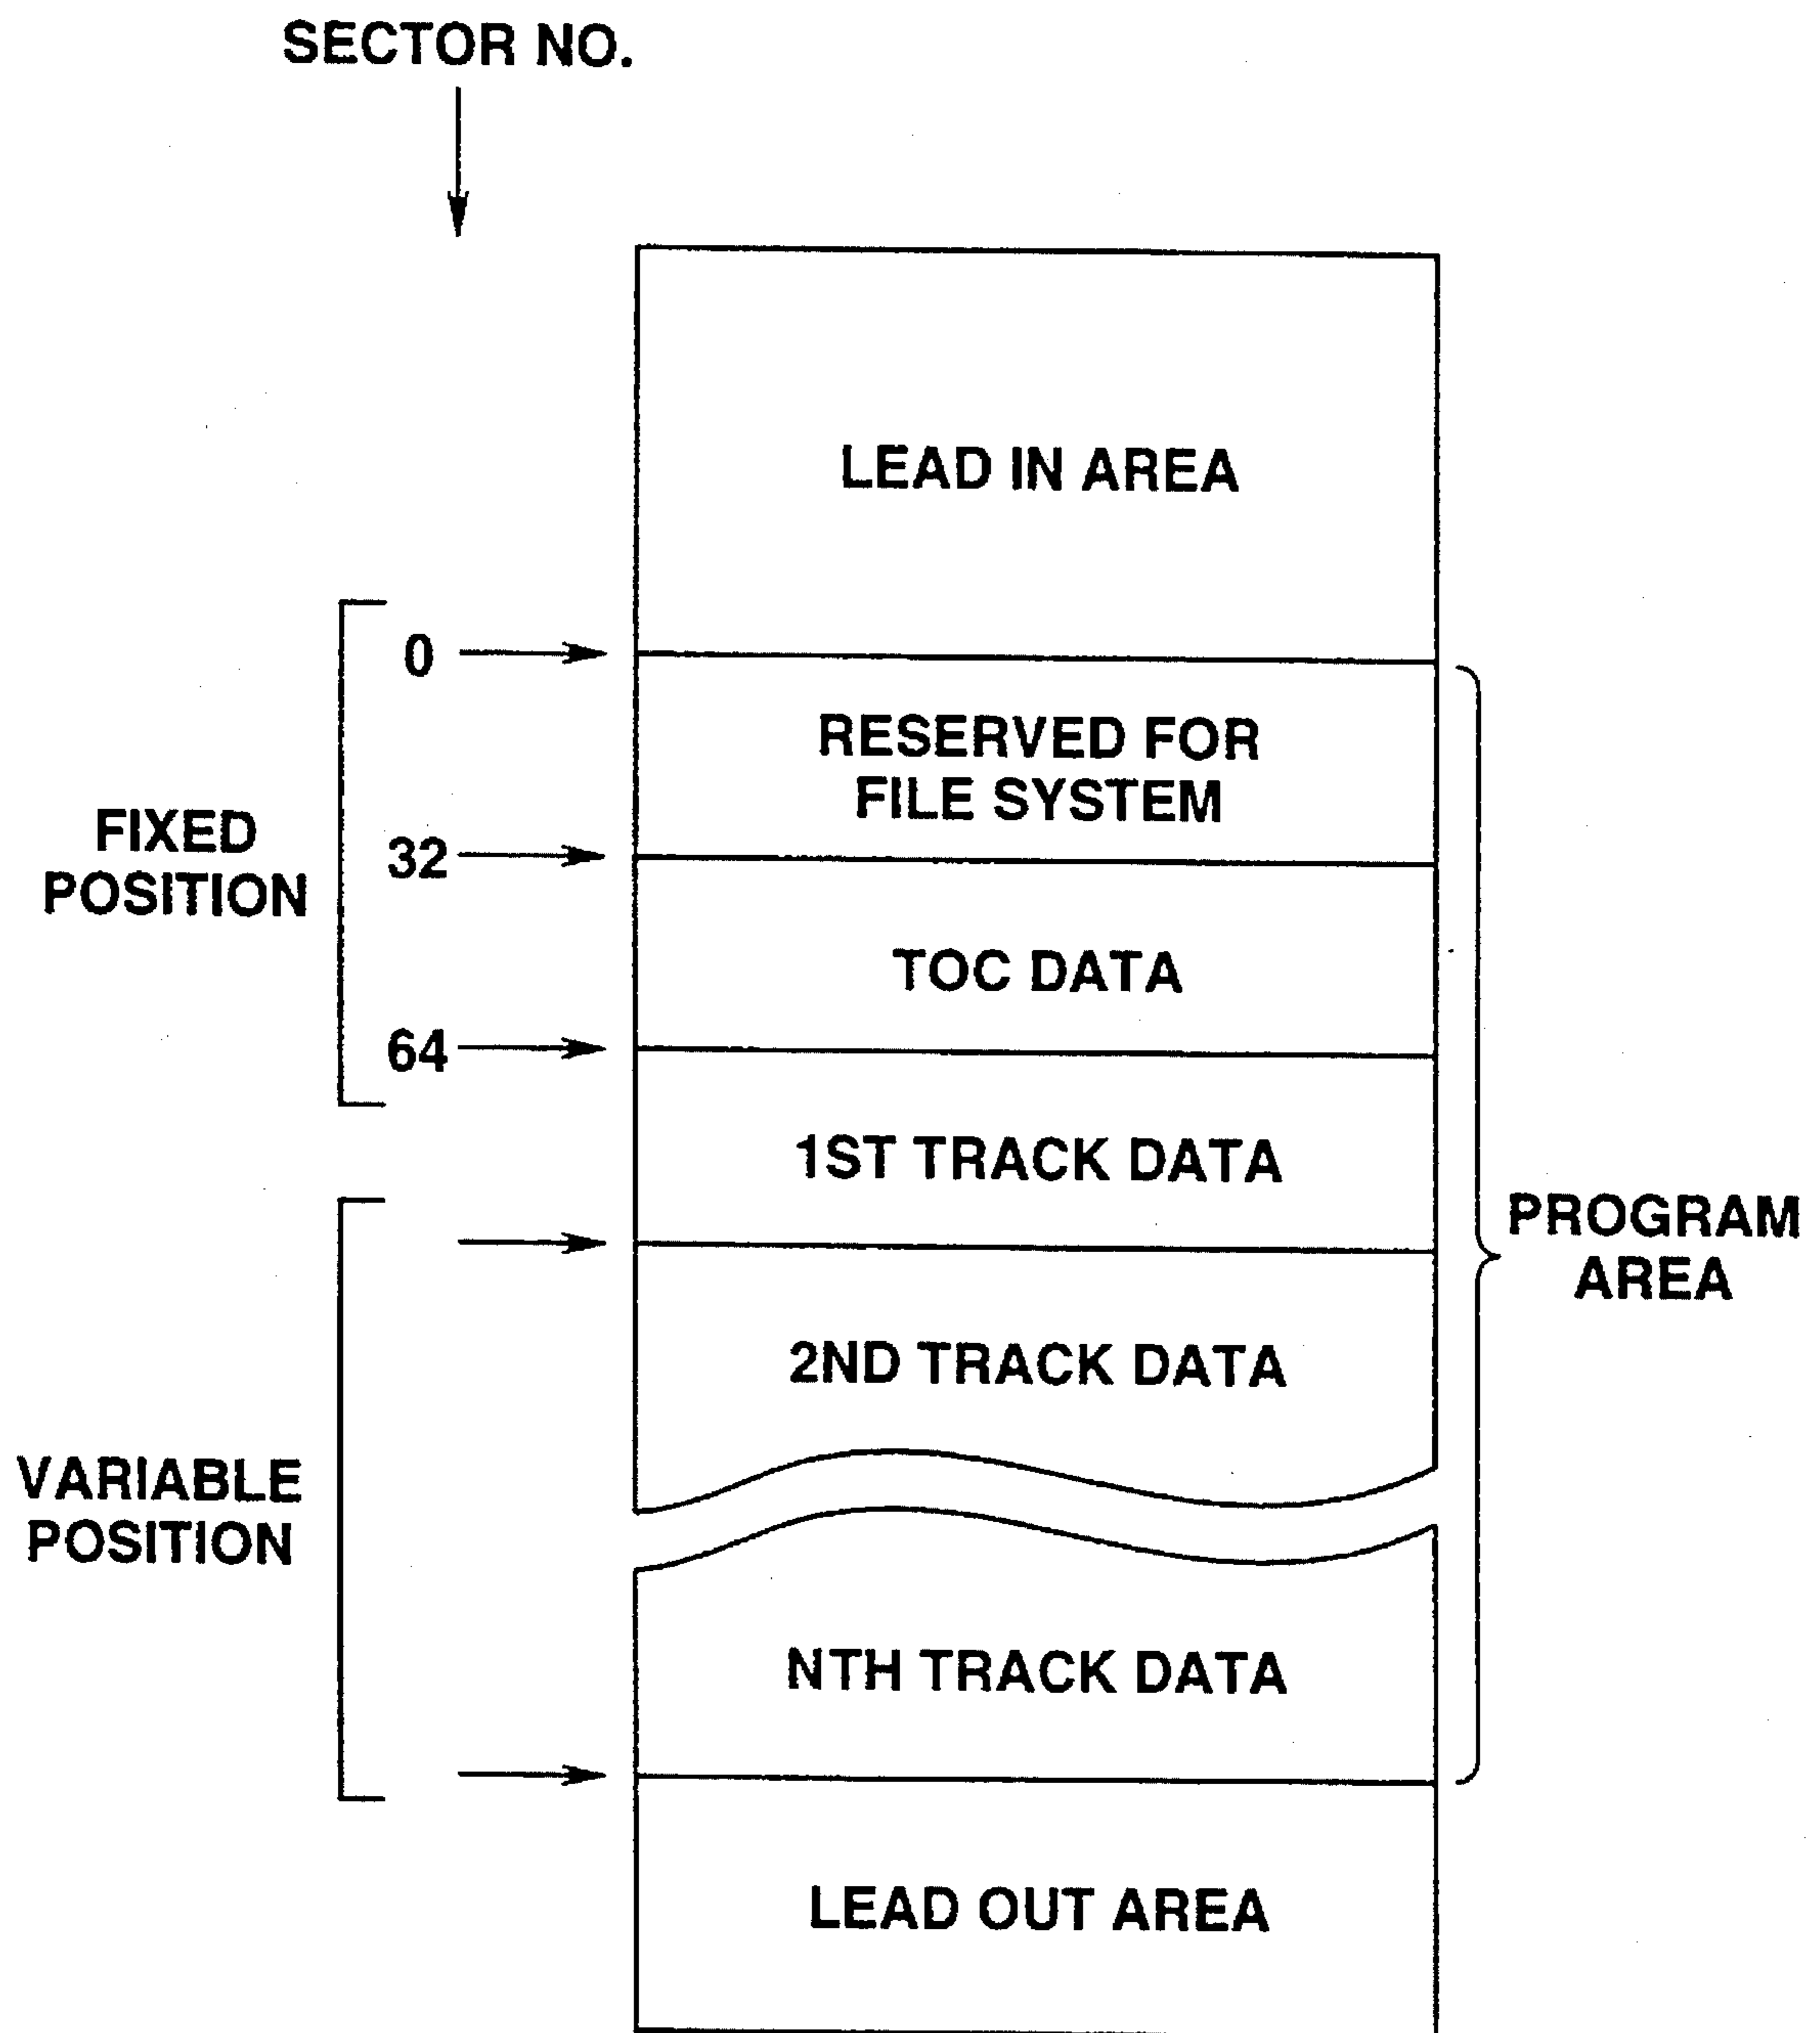 SECTOR NO.
LEAD IN AREA
0
RESERVED FOR
FILE SYSTEM
FIXED
POSITION
32
TOC DATA
64
1ST TRACK DATA
PROGRAM
AREA
2ND TRACK DATA
VARIABLE
POSITION
NTH TRACK DATA
LEAD OUT AREA